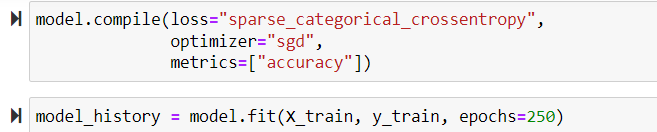 model.compile(loss="sparse_categorical_crossentropy",
              optimizer="sgd",
              metrics=["accuracy"])
model_history = model.fit(X_train, y_train, epochs=250)